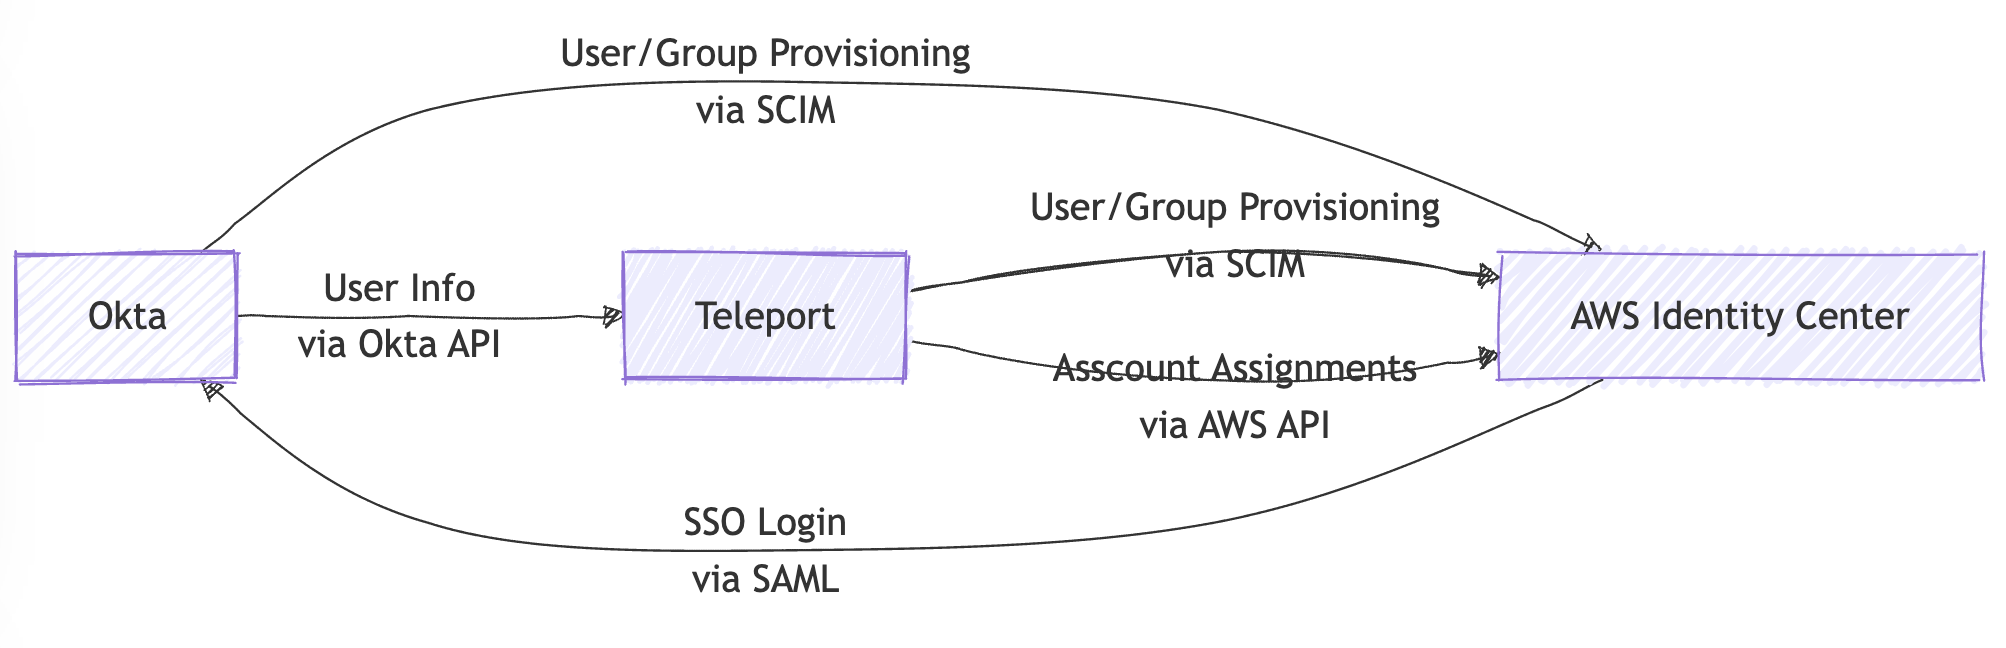 User/Group Provisioning
via SCIM
User/Group Provisioning
via SCIM
Okta
User Info
via Okta API
Teleport
AWS Identity Center
Asscount Assignments
via AWS API
SSO Login
via SAML